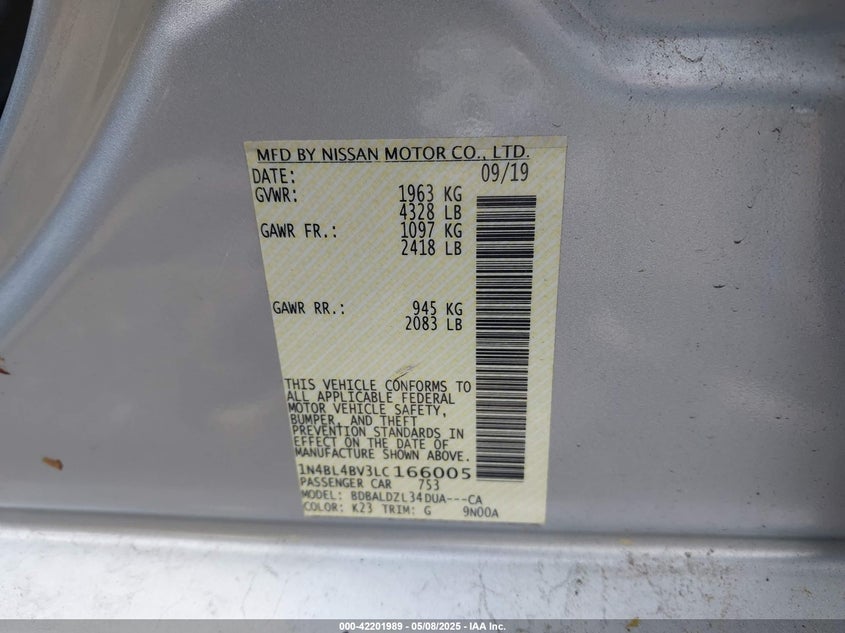 MFD BY NISSAN MOTOR CO., LTD.
DATE: 09/19
GVWR: 1963 KG
4328 LB
GAWR FR.: 1097 KG
2418 LB
GAWR RR.: 945 KG
2083 LB
THIS VEHICLE CONFORMS TO
ALL APPLICABLE FEDERAL
MOTOR VEHICLE SAFETY,
BUMPER, AND THEFT
PREVENTION STANDARDS IN
EFFECT ON THE DATE OF
MANUFACTURE SHOWN ABOVE.
1N4BL4BV3LC166005
PASSENGER CAR 7S3
MODEL: BDBALDZL34DUA---CA
COLOR: K23 TRIM: G 9N00A
000-42201989 — 05/08/2025 — IAA Inc.